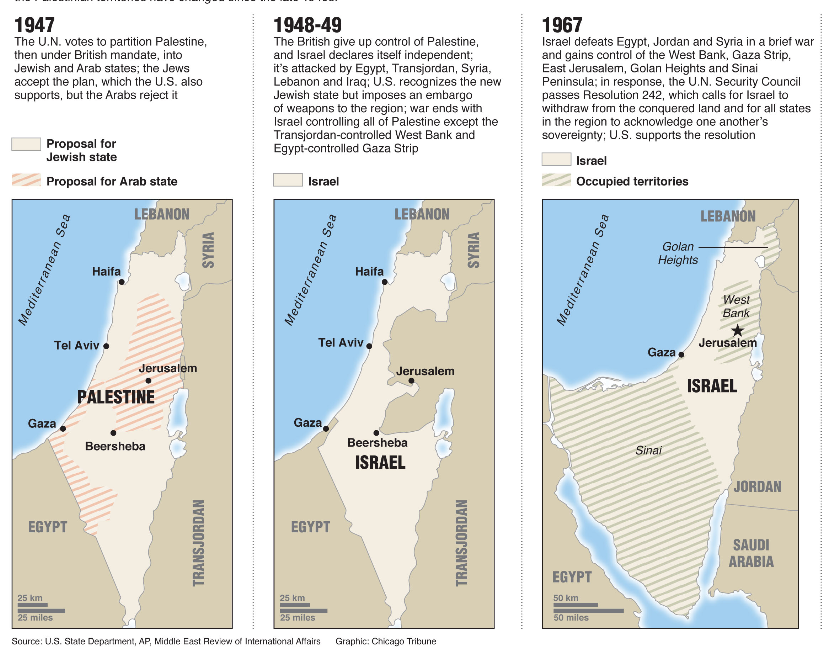 1947
The U.N. votes to partition Palestine,
then under British mandate, into
Jewish and Arab states; the Jews
accept the plan, which the U.S. also
supports, but the Arabs reject it
Proposal for
Jewish state
Proposal for Arab state
LEBANON
Mediterranean Sea
SYRIA
Haifa
Tel Aviv
Jerusalem
PALESTINE
Gaza
Beersheba
EGYPT
TRANSJORDAN
25 km
25 miles
1948-49
The British give up control of Palestine,
and Israel declares itself independent;
it's attacked by Egypt, Transjordan, Syria,
Lebanon and Iraq; U.S. recognizes the new
Jewish state but imposes an embargo
of weapons to the region; war ends with
Israel controlling all of Palestine except the
Transjordan-controlled West Bank and
Egypt-controlled Gaza Strip
Israel
LEBANON
Mediterranean Sea
SYRIA
Haifa
Tel Aviv
Jerusalem
Gaza
Beersheba
ISRAEL
EGYPT
TRANSJORDAN
25 km
25 miles
1967
Israel defeats Egypt, Jordan and Syria in a brief war
and gains control of the West Bank, Gaza Strip,
East Jerusalem, Golan Heights and Sinai
Peninsula; in response, the U.N. Security Council
passes Resolution 242, which calls for Israel to
withdraw from the conquered land and for all states
in the region to acknowledge one another's
sovereignty; U.S. supports the resolution
Israel
Occupied territories
LEBANON
Mediterranean Sea
Golan
Heights
West
Bank
Jerusalem
Gaza
ISRAEL
Sinai
JORDAN
SAUDI
ARABIA
EGYPT
50 km
50 miles
Source: U.S. State Department, AP, Middle East Review of International Affairs
Graphic: Chicago Tribune